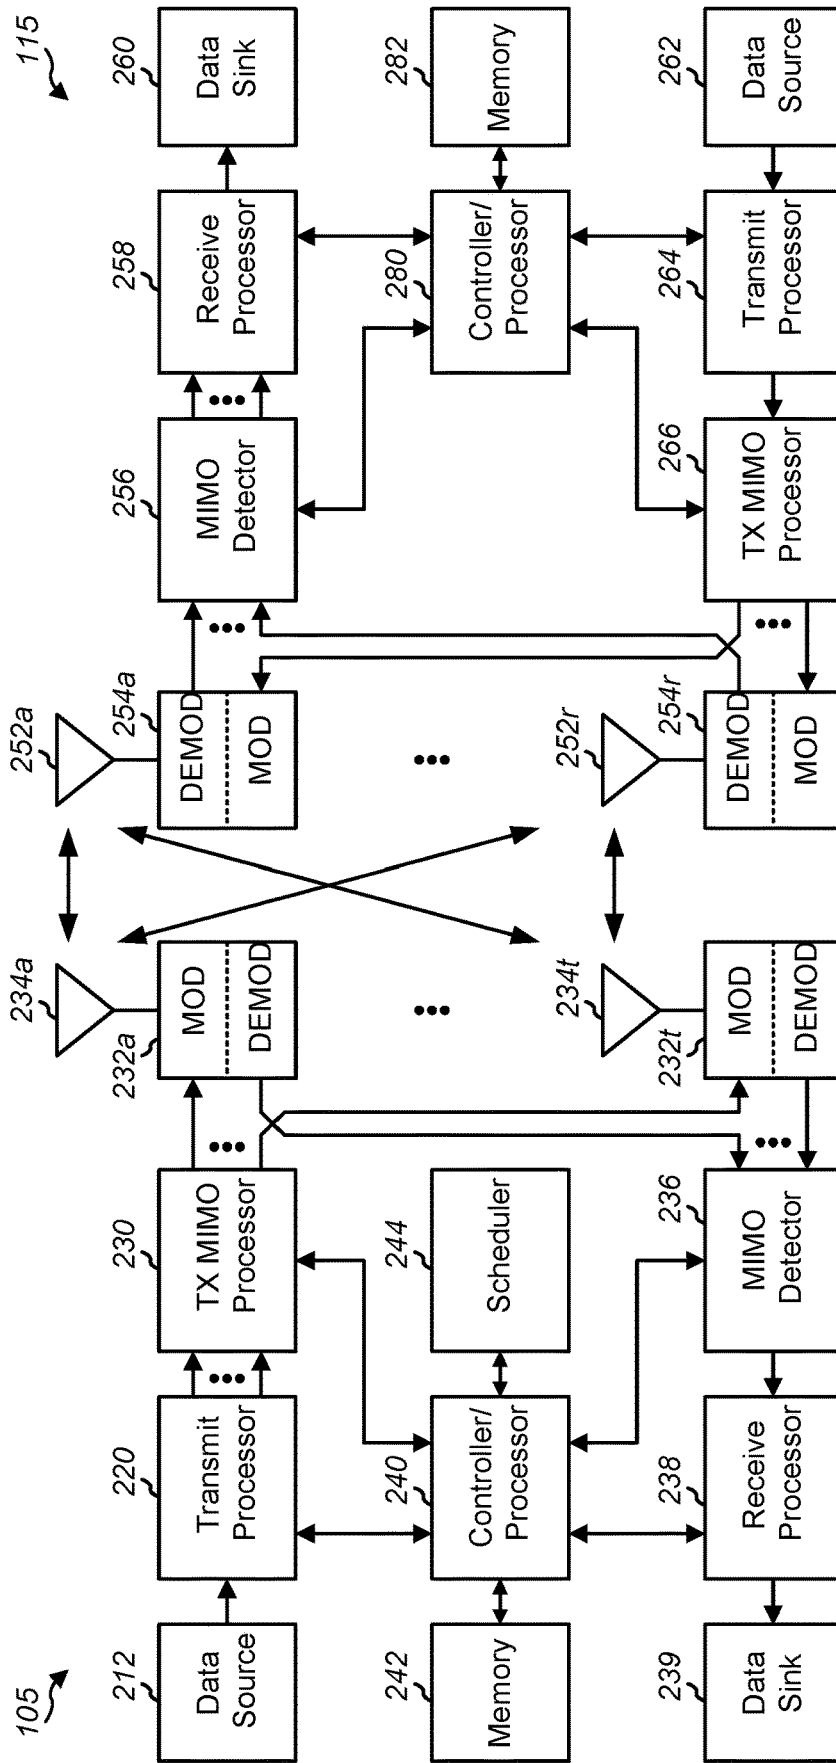 105
115
212
Data
Source
220
Transmit
Processor
230
TX MIMO
Processor
234a
232a
MOD
DEMOD
252a
254a
DEMOD
MOD
256
MIMO
Detector
258
Receive
Processor
260
Data
Sink
242
Memory
240
Controller/
Processor
244
Scheduler
280
Controller/
Processor
282
Memory
239
Data
Sink
238
Receive
Processor
236
MIMO
Detector
234t
232t
MOD
DEMOD
252r
254r
DEMOD
MOD
266
TX MIMO
Processor
264
Transmit
Processor
262
Data
Source